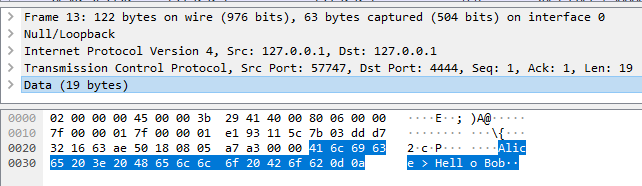 Frame 13: 122 bytes on wire (976 bits), 63 bytes captured (504 bits) on interface 0
Null/Loopback
Internet Protocol Version 4, Src: 127.0.0.1, Dst: 127.0.0.1
Transmission Control Protocol, Src Port: 57747, Dst Port: 4444, Seq: 1, Ack: 1, Len: 19
Data (19 bytes)
0000 02 00 00 00 45 00 00 3b 29 41 40 00 80 06 00 00 ····E··; )A@·····
0010 7f 00 00 01 7f 00 00 01 e1 93 11 5c 7b 03 dd d7 ········ ···\{···
0020 32 16 63 ae 50 18 08 05 a7 a3 00 00 41 6c 69 63 2·c·P··· ····Alic
0030 65 20 3e 20 48 65 6c 6c 6f 20 42 6f 62 0d 0a e > Hell o Bob··